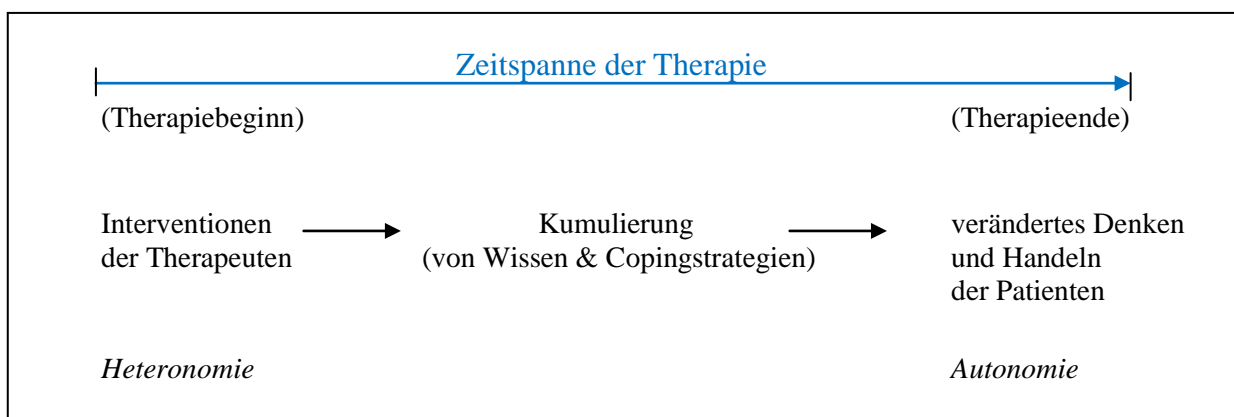 Zeitspanne der Therapie
(Therapiebeginn) (Therapieende)
Interventionen Kumulierung verändertes Denken
der Therapeuten (von Wissen & Copingstrategien) und Handeln
der Patienten
Heteronomie Autonomie